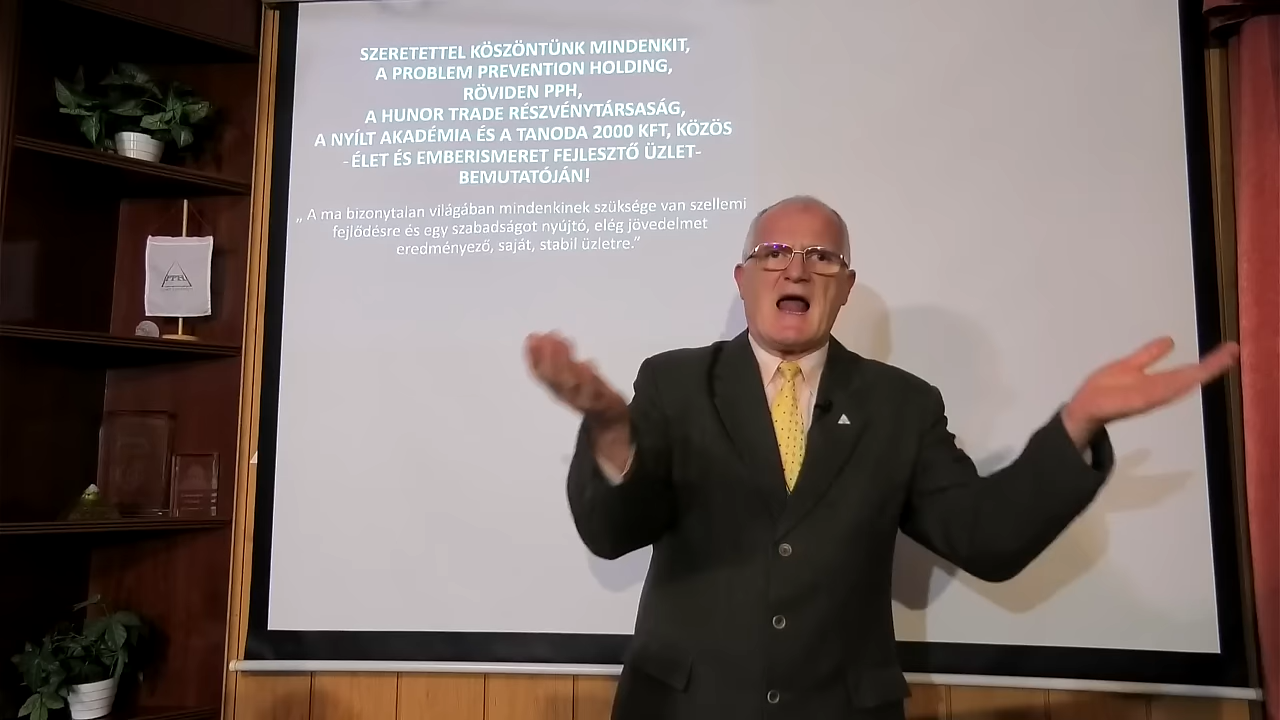 SZERETETTEL KÖSZÖNTÜNK MINDENKIT,
A PROBLEM PREVENTION HOLDING,
RÖVIDEN PPH,
A HUNOR TRADE RÉSZVÉNYTÁRSASÁG,
A NYÍLT AKADÉMIA ÉS A TANODA 2000 KFT, KÖZÖS
- ÉLET ÉS EMBERISMERET FEJLESZTŐ ÜZLET-
BEMUTATÓJÁN!
„ A ma bizonytalan világában mindenkinek szüksége van szellemi
fejlődésre és egy szabadságot nyújtó, elég jövedelmet
eredményező, saját, stabil üzletre.”